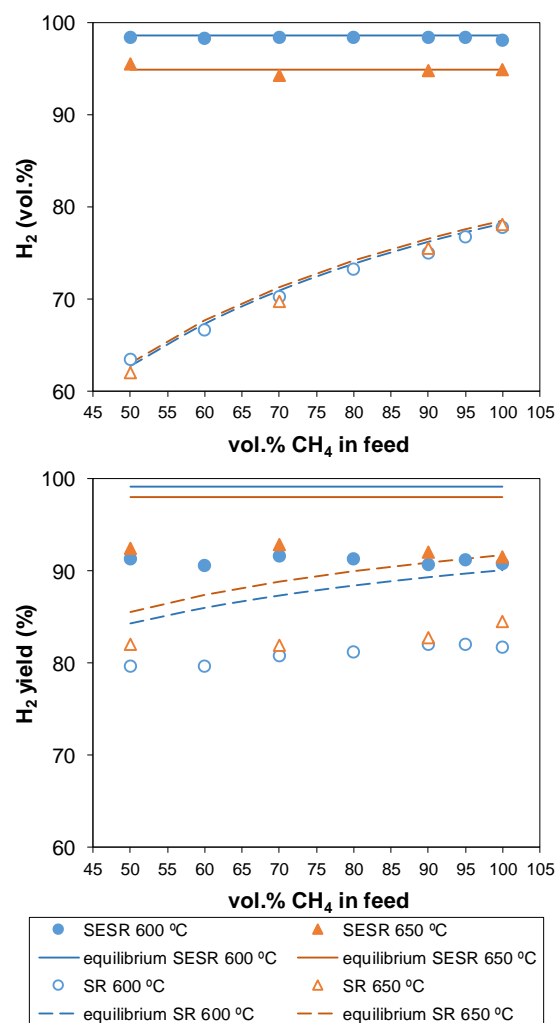 100
90
80
70
60
H2 (vol.%)
45 50 55 60 65 70 75 80 85 90 95 100 105
vol.% CH4 in feed
100
90
80
70
60
H2 yield (%)
45 50 55 60 65 70 75 80 85 90 95 100 105
vol.% CH4 in feed
SESR 600 ºC SESR 650 ºC
equilibrium SESR 600 ºC equilibrium SESR 650 ºC
SR 600 ºC SR 650 ºC
equilibrium SR 600 ºC equilibrium SR 650 ºC